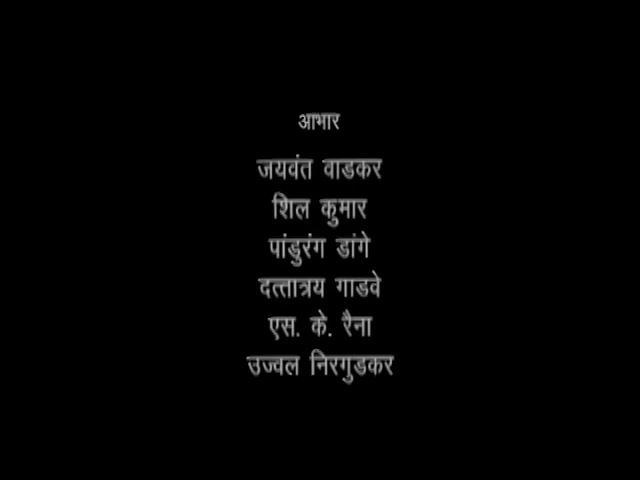 आभार
जयवंत वाडकर
शिल कुमार
पांडुरंग डांगे
दत्तात्रय गाडवे
एस. के. रैना
उज्वल निरगुडकर